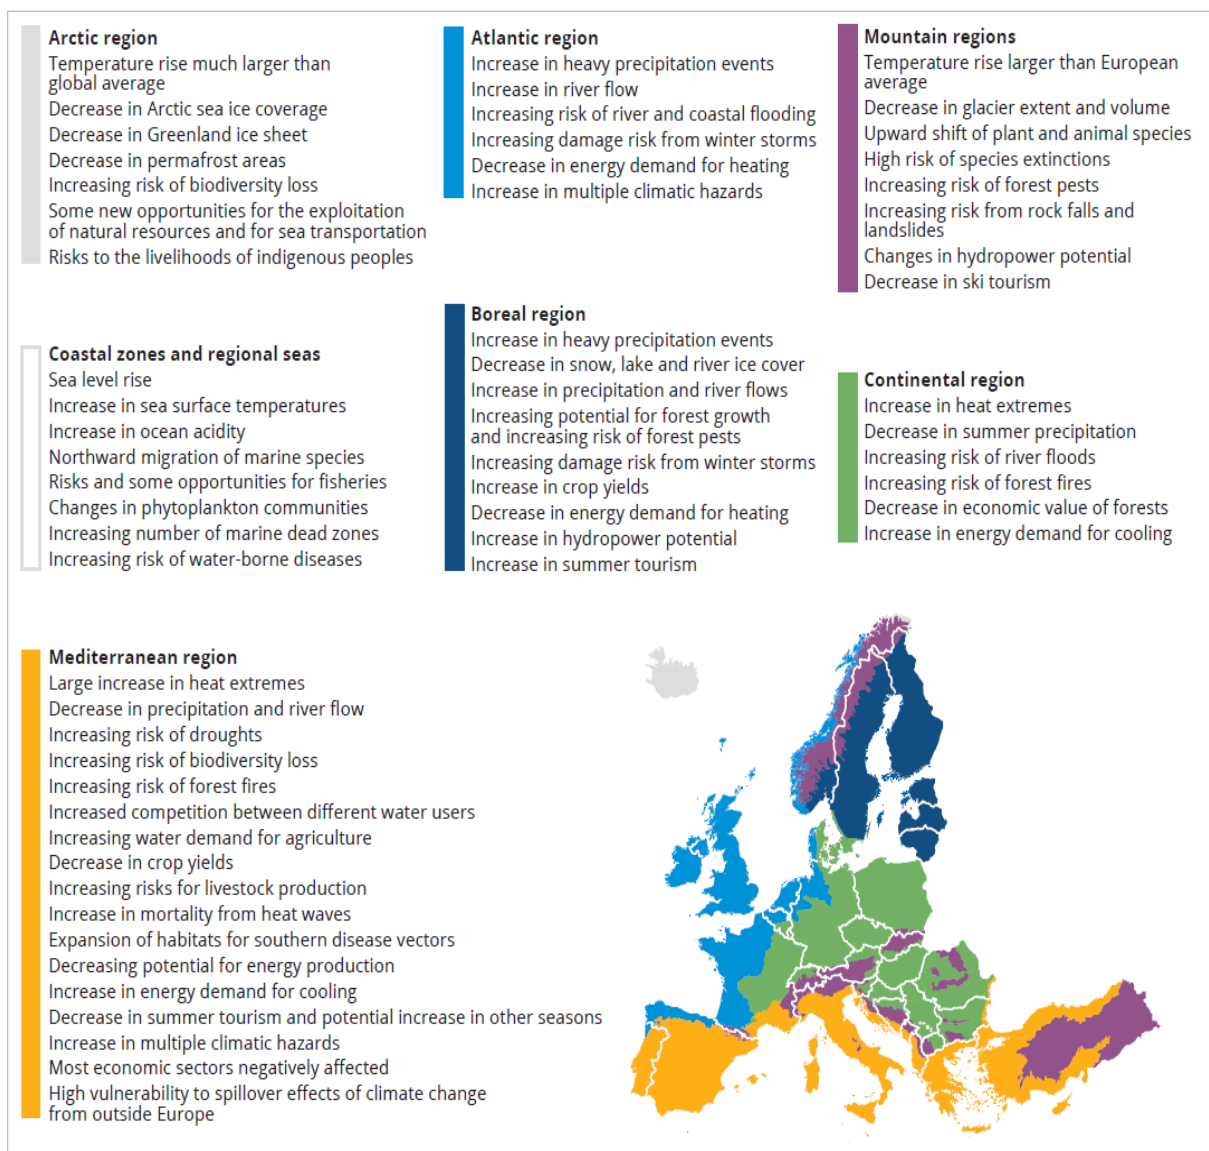 Arctic region
Temperature rise much larger than
global average
Decrease in Arctic sea ice coverage
Decrease in Greenland ice sheet
Decrease in permafrost areas
Increasing risk of biodiversity loss
Some new opportunities for the exploitation
of natural resources and for sea transportation
Risks to the livelihoods of indigenous peoples
Atlantic region
Increase in heavy precipitation events
Increase in river flow
Increasing risk of river and coastal flooding
Increasing damage risk from winter storms
Decrease in energy demand for heating
Increase in multiple climatic hazards
Mountain regions
Temperature rise larger than European
average
Decrease in glacier extent and volume
Upward shift of plant and animal species
High risk of species extinctions
Increasing risk of forest pests
Increasing risk from rock falls and
landslides
Changes in hydropower potential
Decrease in ski tourism
Coastal zones and regional seas
Sea level rise
Increase in sea surface temperatures
Increase in ocean acidity
Northward migration of marine species
Risks and some opportunities for fisheries
Changes in phytoplankton communities
Increasing number of marine dead zones
Increasing risk of water-borne diseases
Boreal region
Increase in heavy precipitation events
Decrease in snow, lake and river ice cover
Increase in precipitation and river flows
Increasing potential for forest growth
and increasing risk of forest pests
Increasing damage risk from winter storms
Increase in crop yields
Decrease in energy demand for heating
Increase in hydropower potential
Increase in summer tourism
Continental region
Increase in heat extremes
Decrease in summer precipitation
Increasing risk of river floods
Increasing risk of forest fires
Decrease in economic value of forests
Increase in energy demand for cooling
Mediterranean region
Large increase in heat extremes
Decrease in precipitation and river flow
Increasing risk of droughts
Increasing risk of biodiversity loss
Increasing risk of forest fires
Increased competition between different water users
Increasing water demand for agriculture
Decrease in crop yields
Increasing risks for livestock production
Increase in mortality from heat waves
Expansion of habitats for southern disease vectors
Decreasing potential for energy production
Increase in energy demand for cooling
Decrease in summer tourism and potential increase in other seasons
Increase in multiple climatic hazards
Most economic sectors negatively affected
High vulnerability to spillover effects of climate change
from outside Europe